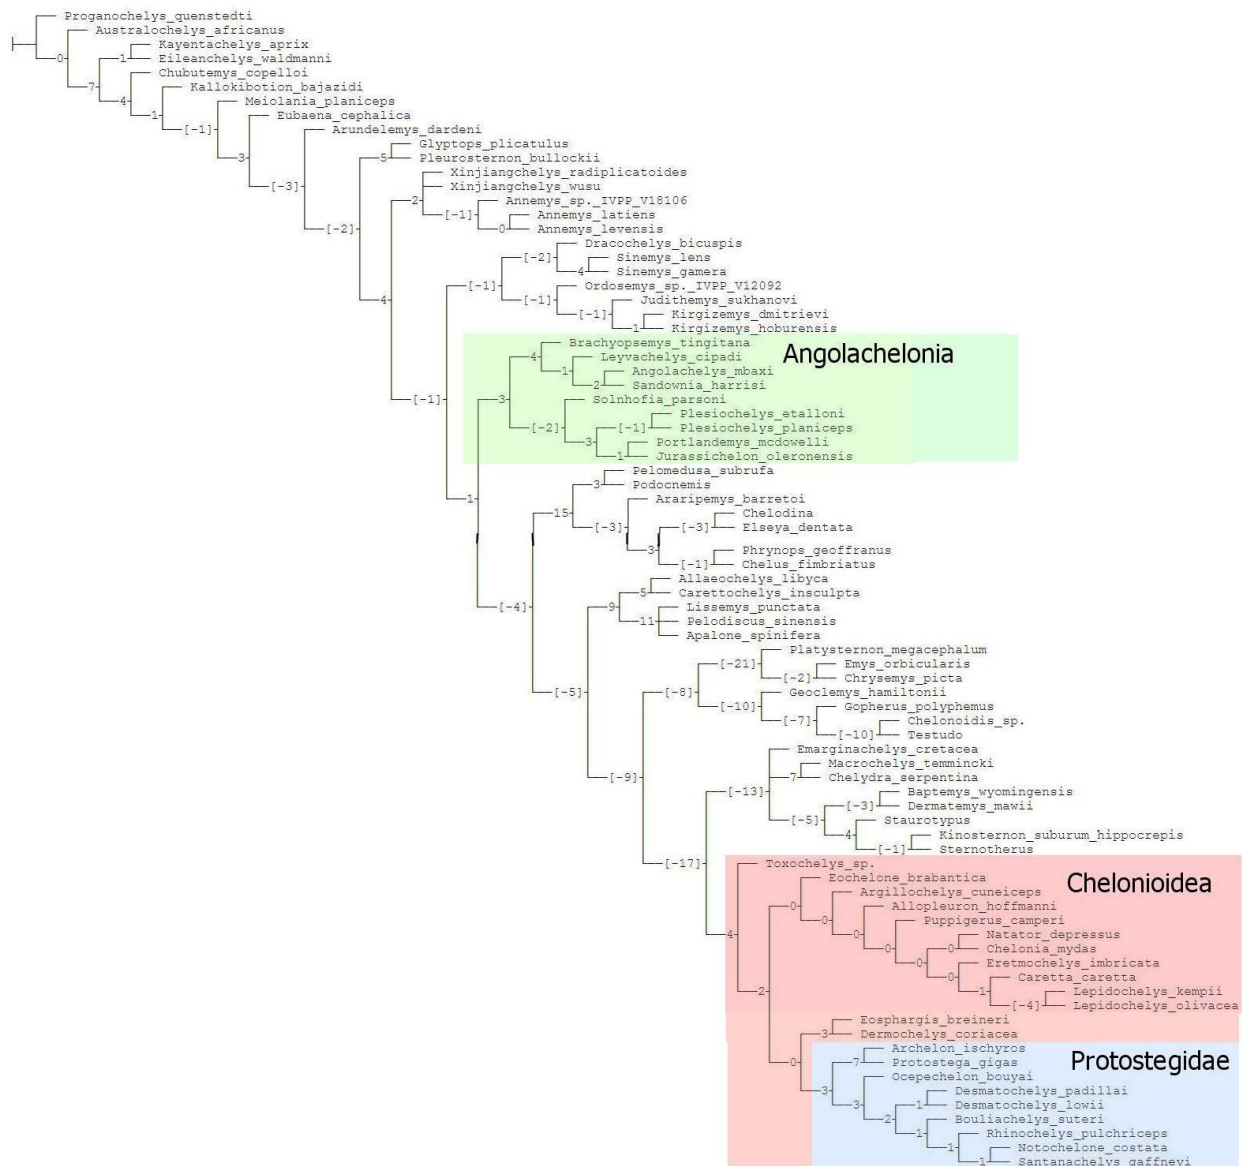 Proganochelys_quenstedti
Australochelys_africanus
0
Kayentachelys_aprix
1
Eileanchelys_waldmanni
Chubutemys_copelloi
7
Kallokibotion_bajazidi
4
Meiolania_planiceps
1
Eubaena_cephalica
[-1]
Arundelemys_dardeni
Glyptops_plicatulus
3
5
Pleurosternon_bullockii
Xinjiangchelys_radiplicatoides
[-3]
Xinjiangchelys_wusu
2
Annemys_sp._IVPP_V18106
[-1]
Annemys_latiens
[-2]
0
Annemys_levensis
Dracochelys_bicuspis
[-2]
Sinemys_lens
4
Sinemys_gamera
[-1]
Ordosemys_sp._IVPP_V12092
4
[-1]
Judithemys_sukhanovi
[-1]
Kirgizemys_dmitrievi
1
Kirgizemys_hoburensis
Brachyopsemys_tingitana
Angolachelonia
4
Leyvachelys_cipadi
1
Angolachelys_mbaxi
2
Sandownia_harrisi
[-1]
3
Solnhofia_parsoni
Plesiochelys_etalloni
[-2]
[-1]
Plesiochelys_planiceps
3
Portlandemys_mcdowelli
1
Jurassichelon_oleronensis
Pelomedusa_subrufa
3
Podocnemis
1
Araripemys_barretoi
15
Chelodina
[-3]
[-3]
Elseya_dentata
3
Phrynops_geoffranus
[-1]
Chelus_fimbriatus
Allaeochelys_libyca
5
Carettochelys_insculpta
[-4]
9
Lissemys_punctata
11
Pelodiscus_sinensis
Apalone_spinifera
Platysternon_megacephalum
[-21]
Emys_orbicularis
[-2]
Chrysemys_picta
[-5]
[-8]
Geoclemys_hamiltonii
[-10]
Gopherus_polyphemus
[-7]
Chelonoidis_sp.
[-10]
Testudo
Emarginachelys_cretacea
Macrochelys_temmincki
[-9]
7
Chelydra_serpentina
[-13]
Baptemys_wyomingensis
[-3]
Dermatemys_mawii
[-5]
Staurotypus
4
Kinosternon_suburum_hippocrepis
[-1]
Sternotherus
[-17]
Toxochelys_sp.
Chelonioidea
Eochelone_brabantica
Argillochelys_cuneiceps
0
Allopleuron_hoffmanni
0
Puppigerus_camperi
4
0
Natator_depressus
0
0
Chelonia_mydas
0
Eretmochelys_imbricata
0
Caretta_caretta
2
1
Lepidochelys_kempii
[-4]
Lepidochelys_olivacea
Eosphargis_breineri
3
Dermochelys_coriacea
Archelon_ischyros
0
7
Protostega_gigas
Protostegidae
Ocepechelon_bouyai
3
Desmatochelys_padillai
3
1
Desmatochelys_lowii
2
Bouliachelys_suteri
1
Rhinochelys_pulchriceps
1
Notochelone_costata
1
Santanachelys_gaffneyi